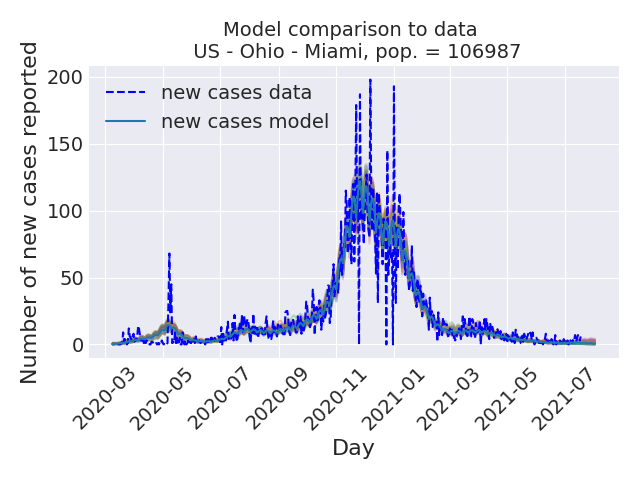 Model comparison to data
US - Ohio - Miami, pop. = 106987
Number of new cases reported
200
150
100
50
0
new cases data
new cases model
2020-03
2020-05
2020-07
2020-09
2020-11
2021-01
2021-03
2021-05
2021-07
Day